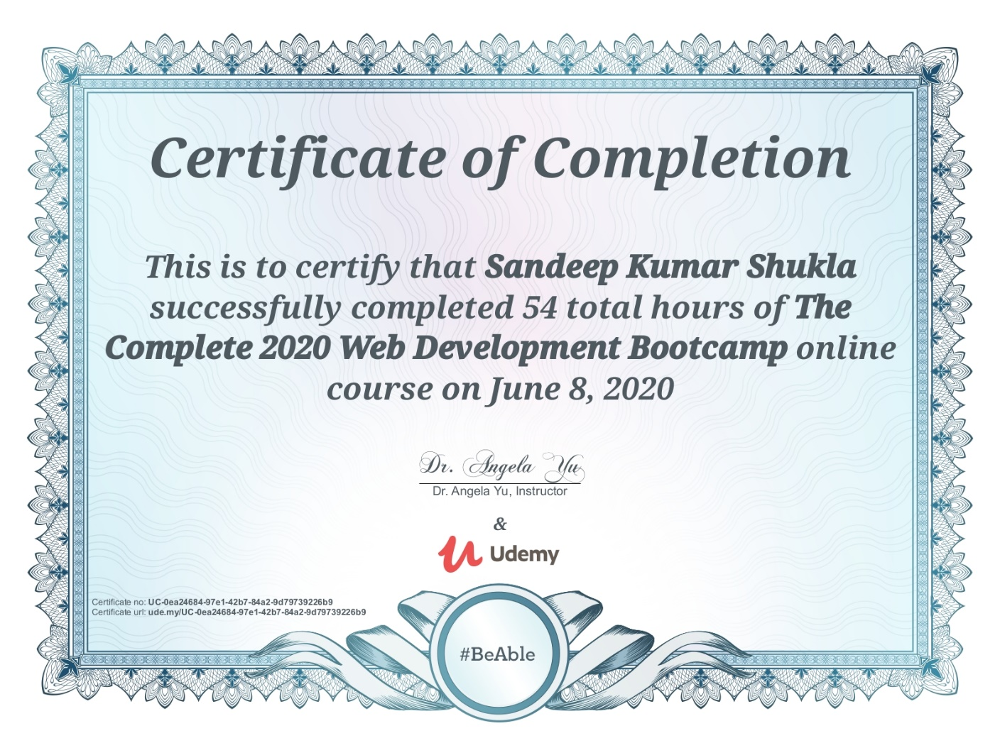 Certificate of Completion
This is to certify that Sandeep Kumar Shukla
successfully completed 54 total hours of The
Complete 2020 Web Development Bootcamp online
course on June 8, 2020
Dr. Angela Yu
Dr. Angela Yu, Instructor
&
Udemy
Certificate no: UC-0ea24684-97e1-42b7-84a2-9d79739226b9
Certificate url: ude.my/UC-0ea24684-97e1-42b7-84a2-9d79739226b9
#BeAble